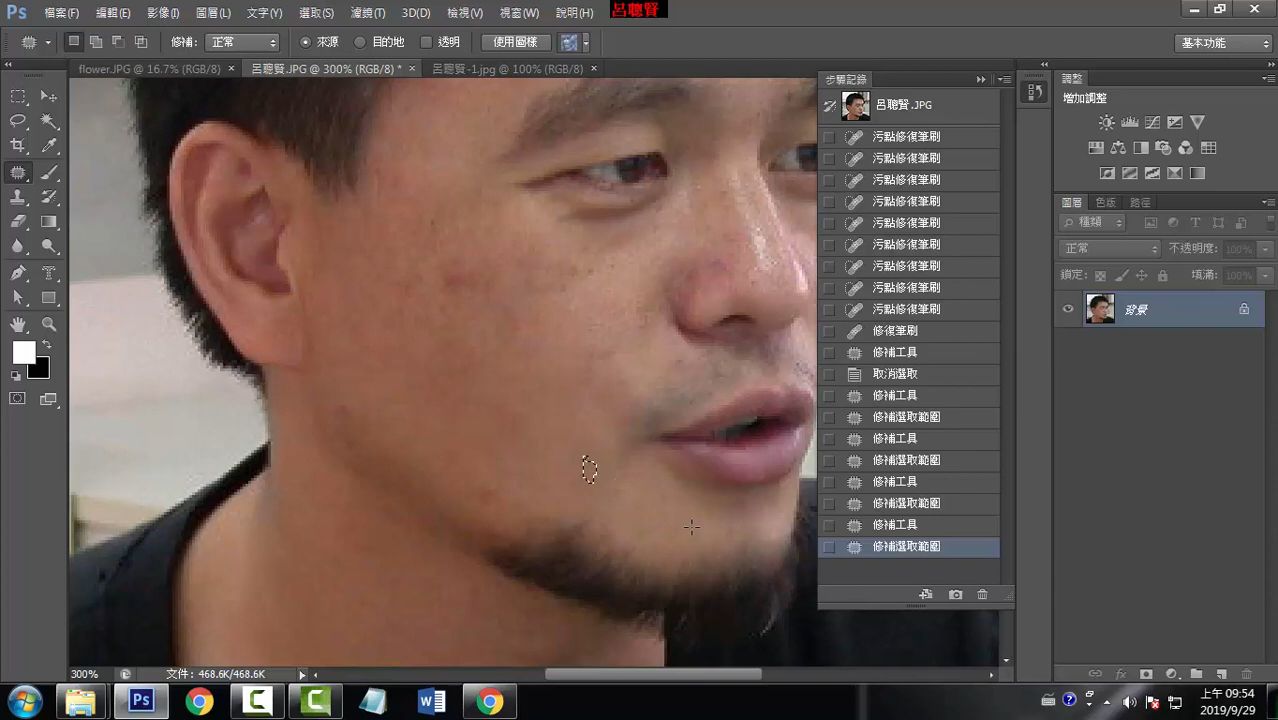 Ps 檔案(F) 編輯(E) 影像(I) 圖層(L) 文字(Y) 選取(S) 濾鏡(T) 3D(D) 檢視(V) 視窗(W) 說明(H) 呂聰賢
修補: 正常 來源 目的地 透明 使用圖樣 基本功能
flower.JPG @ 16.7% (RGB/8) × 呂聰賢.JPG @ 300% (RGB/8) * × 呂聰賢-1.jpg @ 100% (RGB/8) ×
步驟記錄
呂聰賢.JPG
污點修復筆刷
污點修復筆刷
污點修復筆刷
污點修復筆刷
污點修復筆刷
污點修復筆刷
污點修復筆刷
污點修復筆刷
污點修復筆刷
修復筆刷
修補工具
取消選取
修補工具
修補選取範圍
修補工具
修補選取範圍
修補工具
修補選取範圍
修補工具
修補選取範圍
調整
增加調整
圖層 色版 路徑
種類
正常 不透明度: 100%
鎖定: 填滿: 100%
背景
300% 文件: 468.6K/468.6K
Ps
上午 09:54
2019/9/29